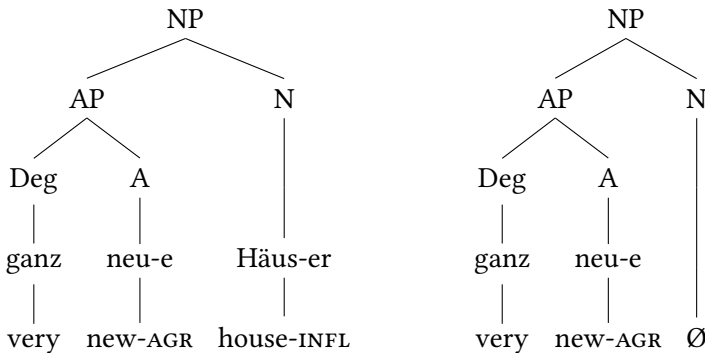 NP NP
AP N AP N
Deg A Deg A
ganz neu-e Häus-er ganz neu-e
very new-AGR house-INFL very new-AGR Ø